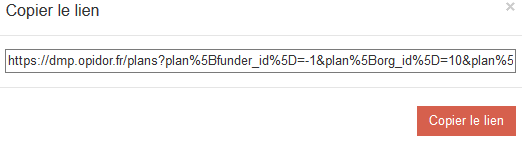 Copier le lien
×
https://dmp.opidor.fr/plans?plan%5Bfunder_id%5D=-1&plan%5Borg_id%5D=10&plan%5
Copier le lien